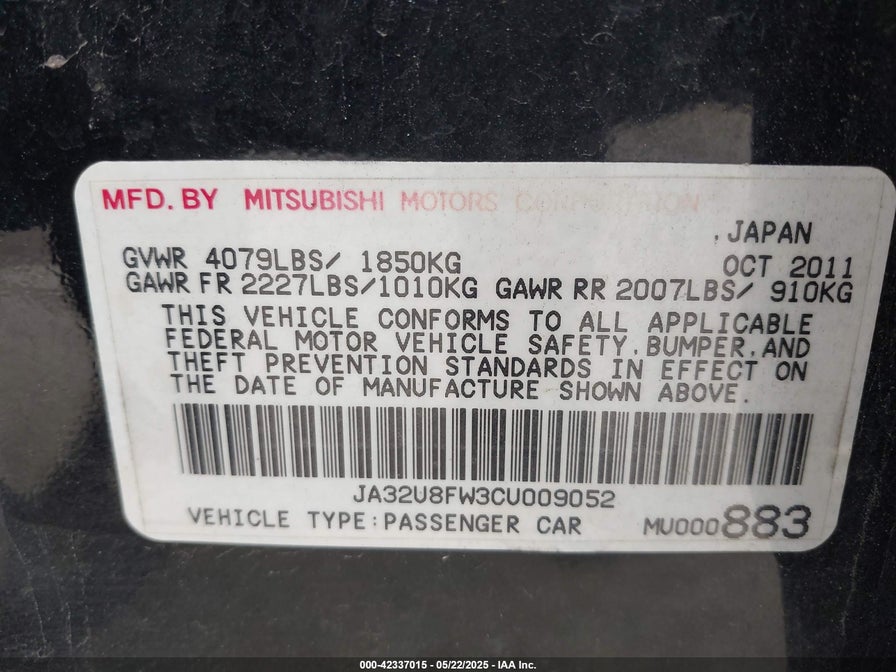 MFD. BY MITSUBISHI MOTORS CORPORATION
. JAPAN
GVWR 4079LBS/ 1850KG OCT 2011
GAWR FR 2227LBS/1010KG GAWR RR 2007LBS/ 910KG
THIS VEHICLE CONFORMS TO ALL APPLICABLE
FEDERAL MOTOR VEHICLE SAFETY, BUMPER, AND
THEFT PREVENTION STANDARDS IN EFFECT ON
THE DATE OF MANUFACTURE SHOWN ABOVE.
JA32U8FW3CU009052
VEHICLE TYPE: PASSENGER CAR MU000883
000-42337015 - 05/22/2025 - IAA Inc.